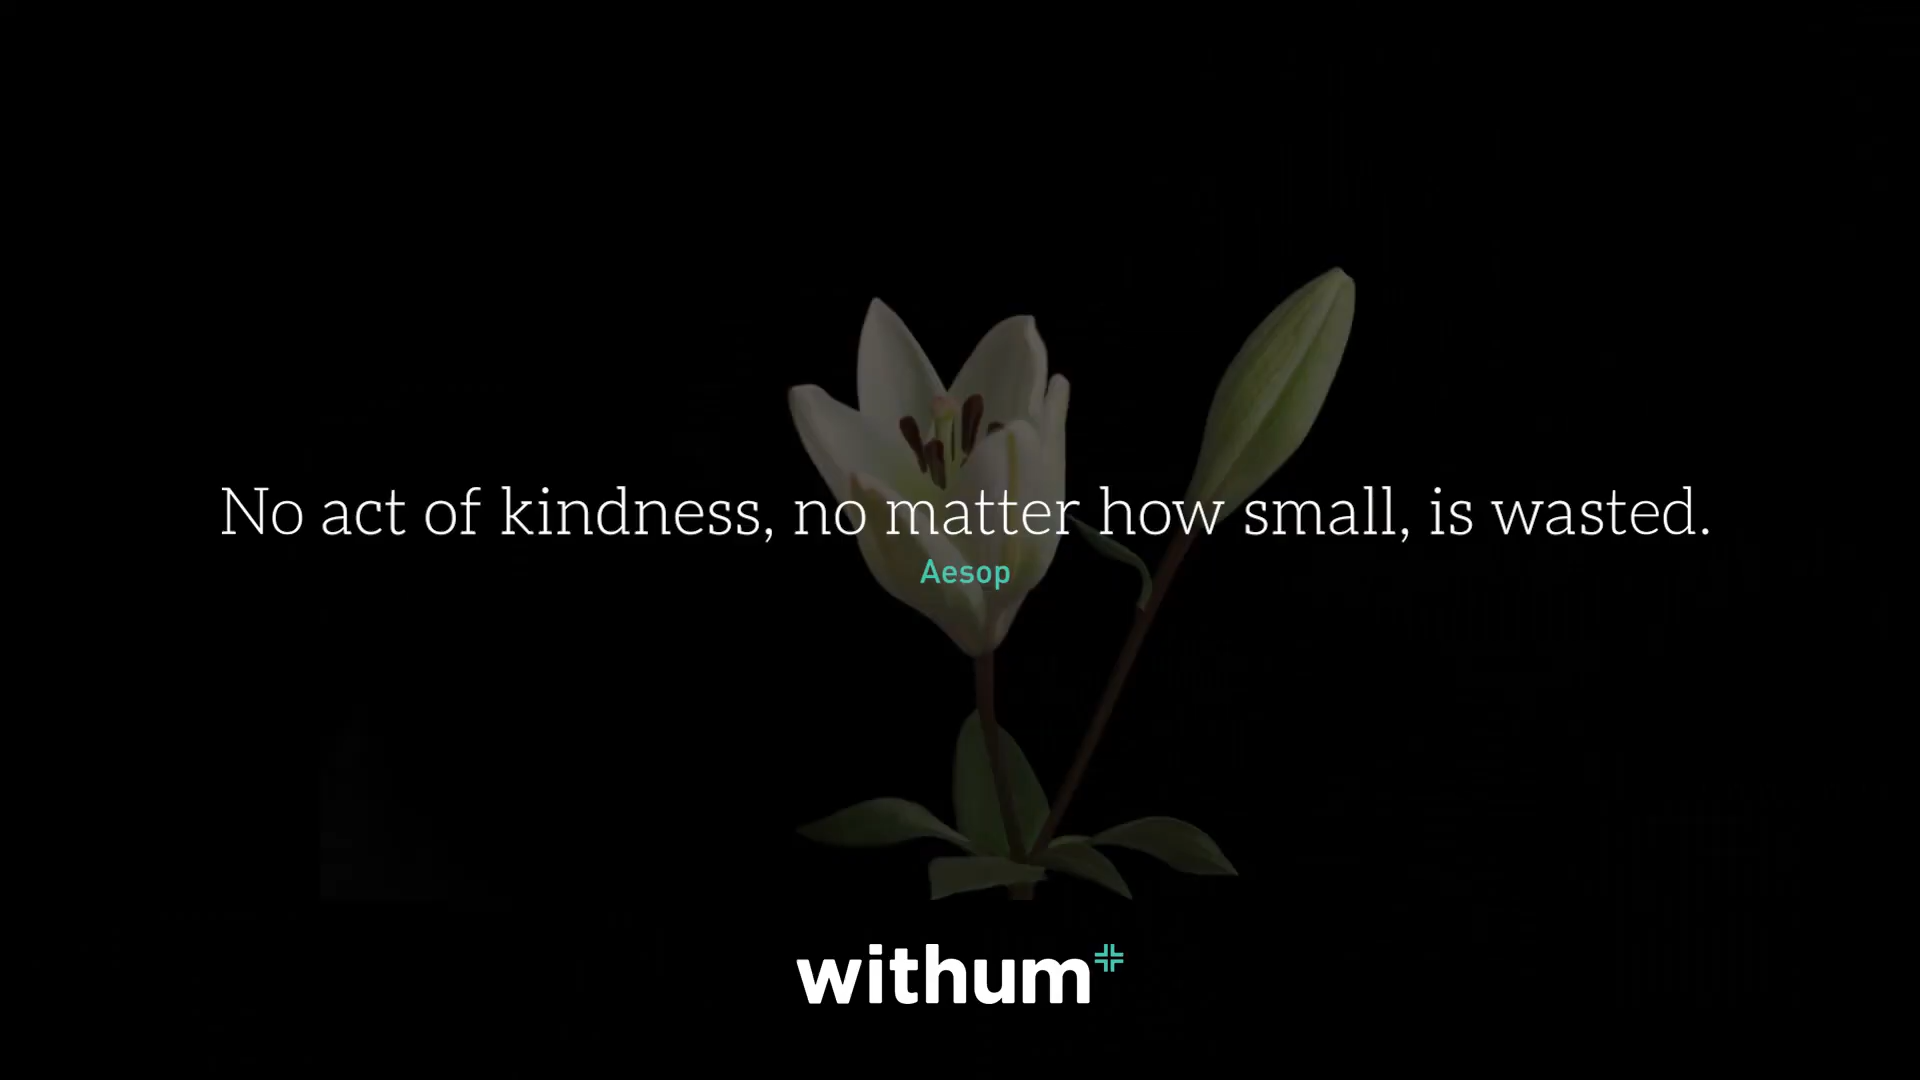 No act of kindness, no matter how small, is wasted.
Aesop
withum